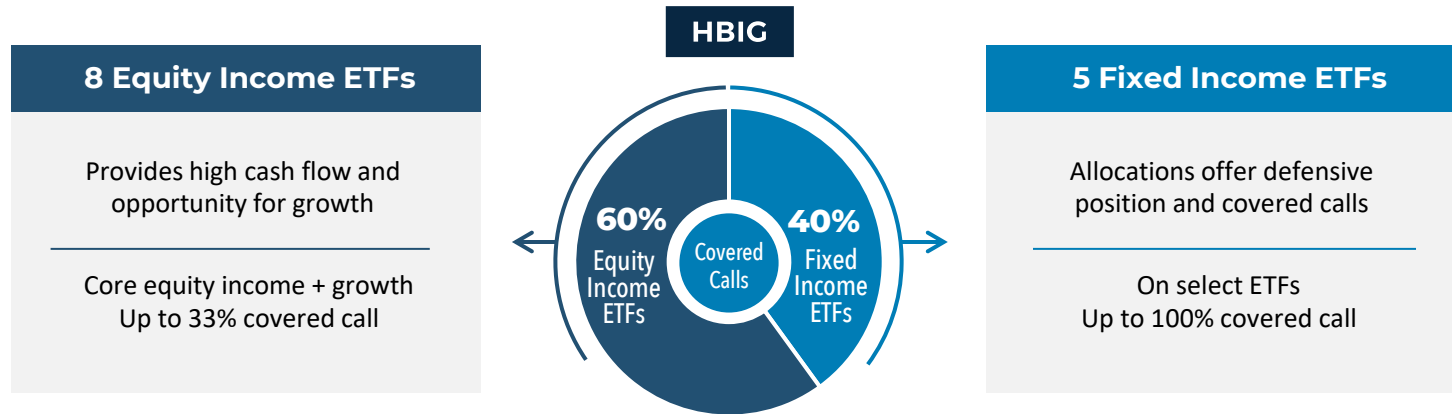 HBIG
8 Equity Income ETFs
Provides high cash flow and
opportunity for growth
Core equity income + growth
Up to 33% covered call
60%
Equity
Income
ETFs
Covered
Calls
40%
Fixed
Income
ETFs
5 Fixed Income ETFs
Allocations offer defensive
position and covered calls
On select ETFs
Up to 100% covered call